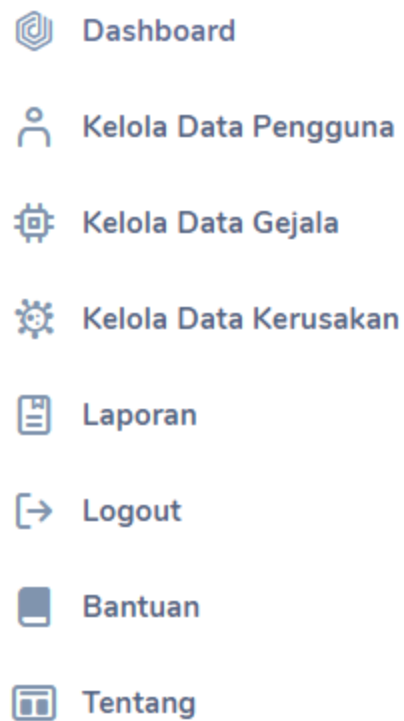 Dashboard
Kelola Data Pengguna
Kelola Data Gejala
Kelola Data Kerusakan
Laporan
Logout
Bantuan
Tentang